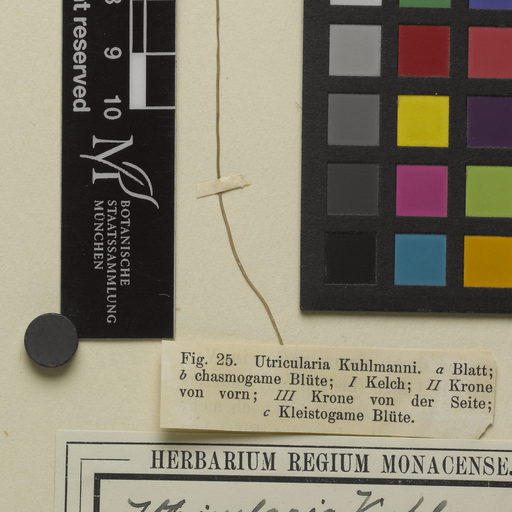 t reserved
8
9
10
M
BOTANISCHE
STAATSSAMMLUNG
MÜNCHEN
Fig. 25. Utricularia Kuhlmanni. a Blatt;
b chasmogame Blüte; I Kelch; II Krone
von vorn; III Krone von der Seite;
c Kleistogame Blüte.
HERBARIUM REGIUM MONACENSE.